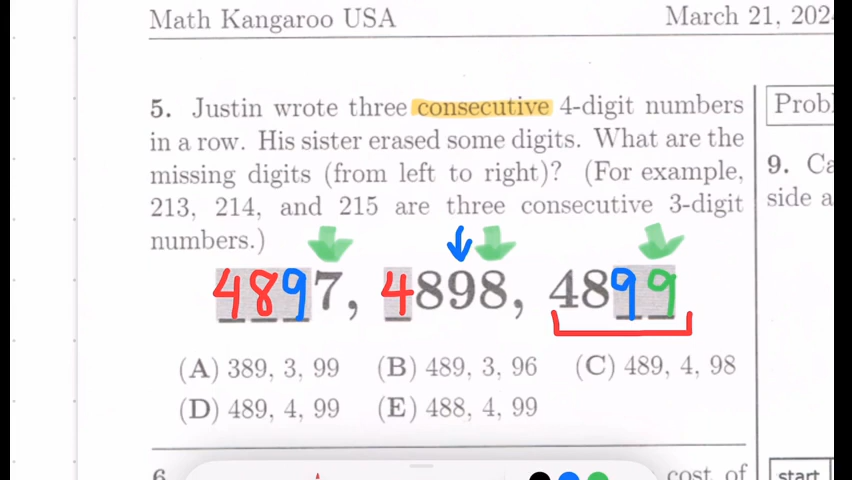 Math Kangaroo USA
March 21, 202
5. Justin wrote three consecutive 4-digit numbers
in a row. His sister erased some digits. What are the
missing digits (from left to right)? (For example,
213, 214, and 215 are three consecutive 3-digit
numbers.)
4897, 4898, 4899
(A) 389, 3, 99 (B) 489, 3, 96 (C) 489, 4, 98
(D) 489, 4, 99 (E) 488, 4, 99
Prob
9. Ca
side a
6
cost of
start